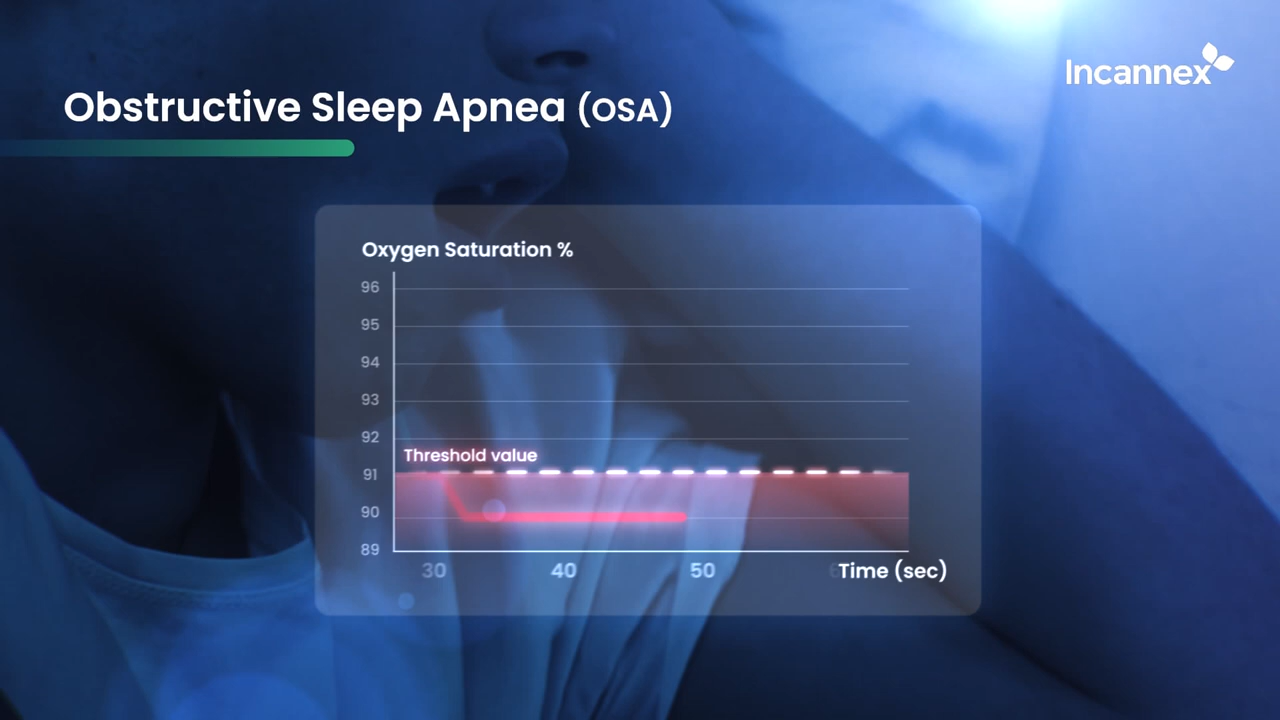 Incannex
Obstructive Sleep Apnea (OSA)
Oxygen Saturation %
96
95
94
93
92
Threshold value
91
90
89
30 40 50 Time (sec)